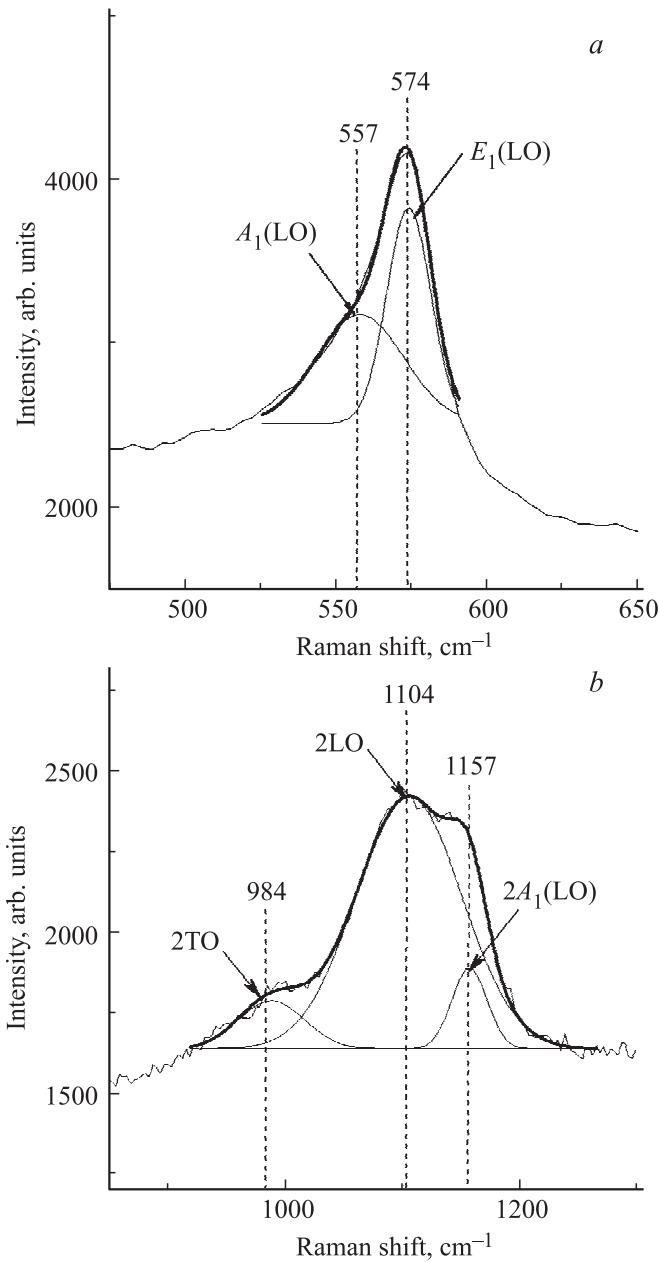 a
574
557
E1(LO)
A1(LO)
4000
2000
Intensity, arb. units
500
550
600
650
Raman shift, cm–1
b
1104
2LO
1157
2500
984
2A1(LO)
2TO
2000
1500
Intensity, arb. units
1000
1200
Raman shift, cm–1